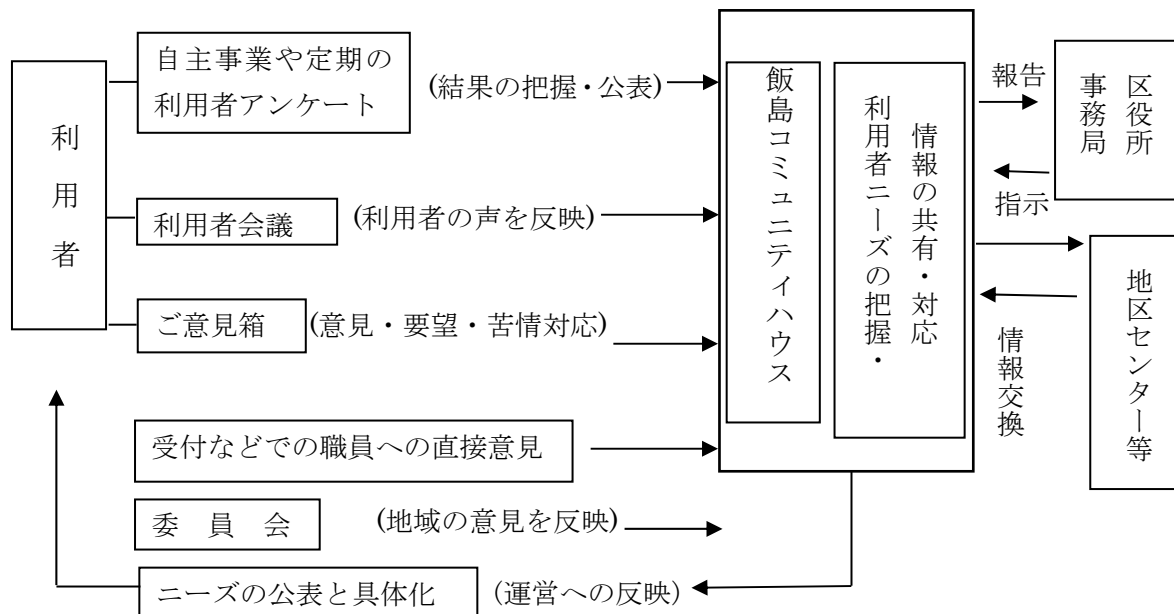 利用者
自主事業や定期の
利用者アンケート
(結果の把握・公表)
利用者会議
(利用者の声を反映)
ご意見箱
(意見・要望・苦情対応)
受付などでの職員への直接意見
委員会
(地域の意見を反映)
ニーズの公表と具体化
(運営への反映)
飯島コミュニティハウス
利用者ニーズの把握・
情報の共有・対応
報告
指示
区役所
事務局
情報交換
地区センター等